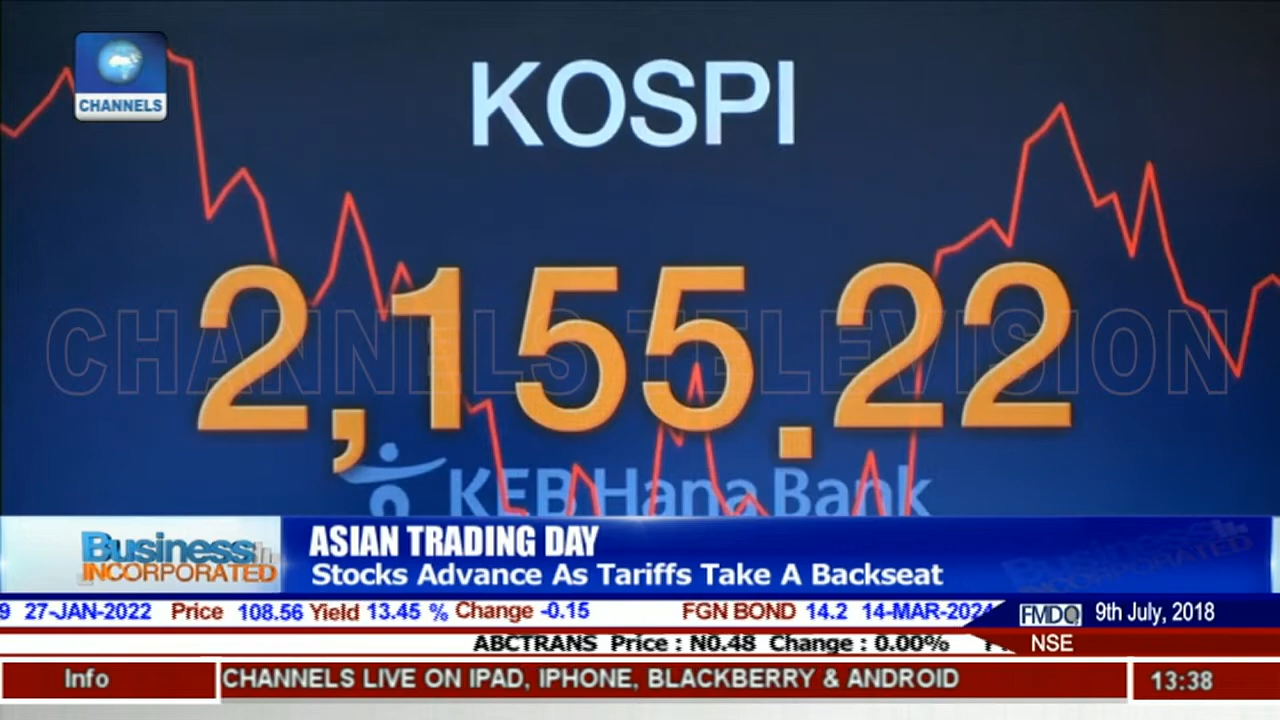 CHANNELS
KOSPI
2,155.22
CHANNELS TELEVISION
KEB Hana Bank
Business
INCORPORATED
ASIAN TRADING DAY
Stocks Advance As Tariffs Take A Backseat
9 27-JAN-2022 Price 108.56 Yield 13.45 % Change -0.15 FGN BOND 14.2 14-MAR-2024
FMDQ 9th July, 2018
ABCTRANS Price : N0.48 Change : 0.00%
NSE
Info
CHANNELS LIVE ON IPAD, IPHONE, BLACKBERRY & ANDROID
13:38